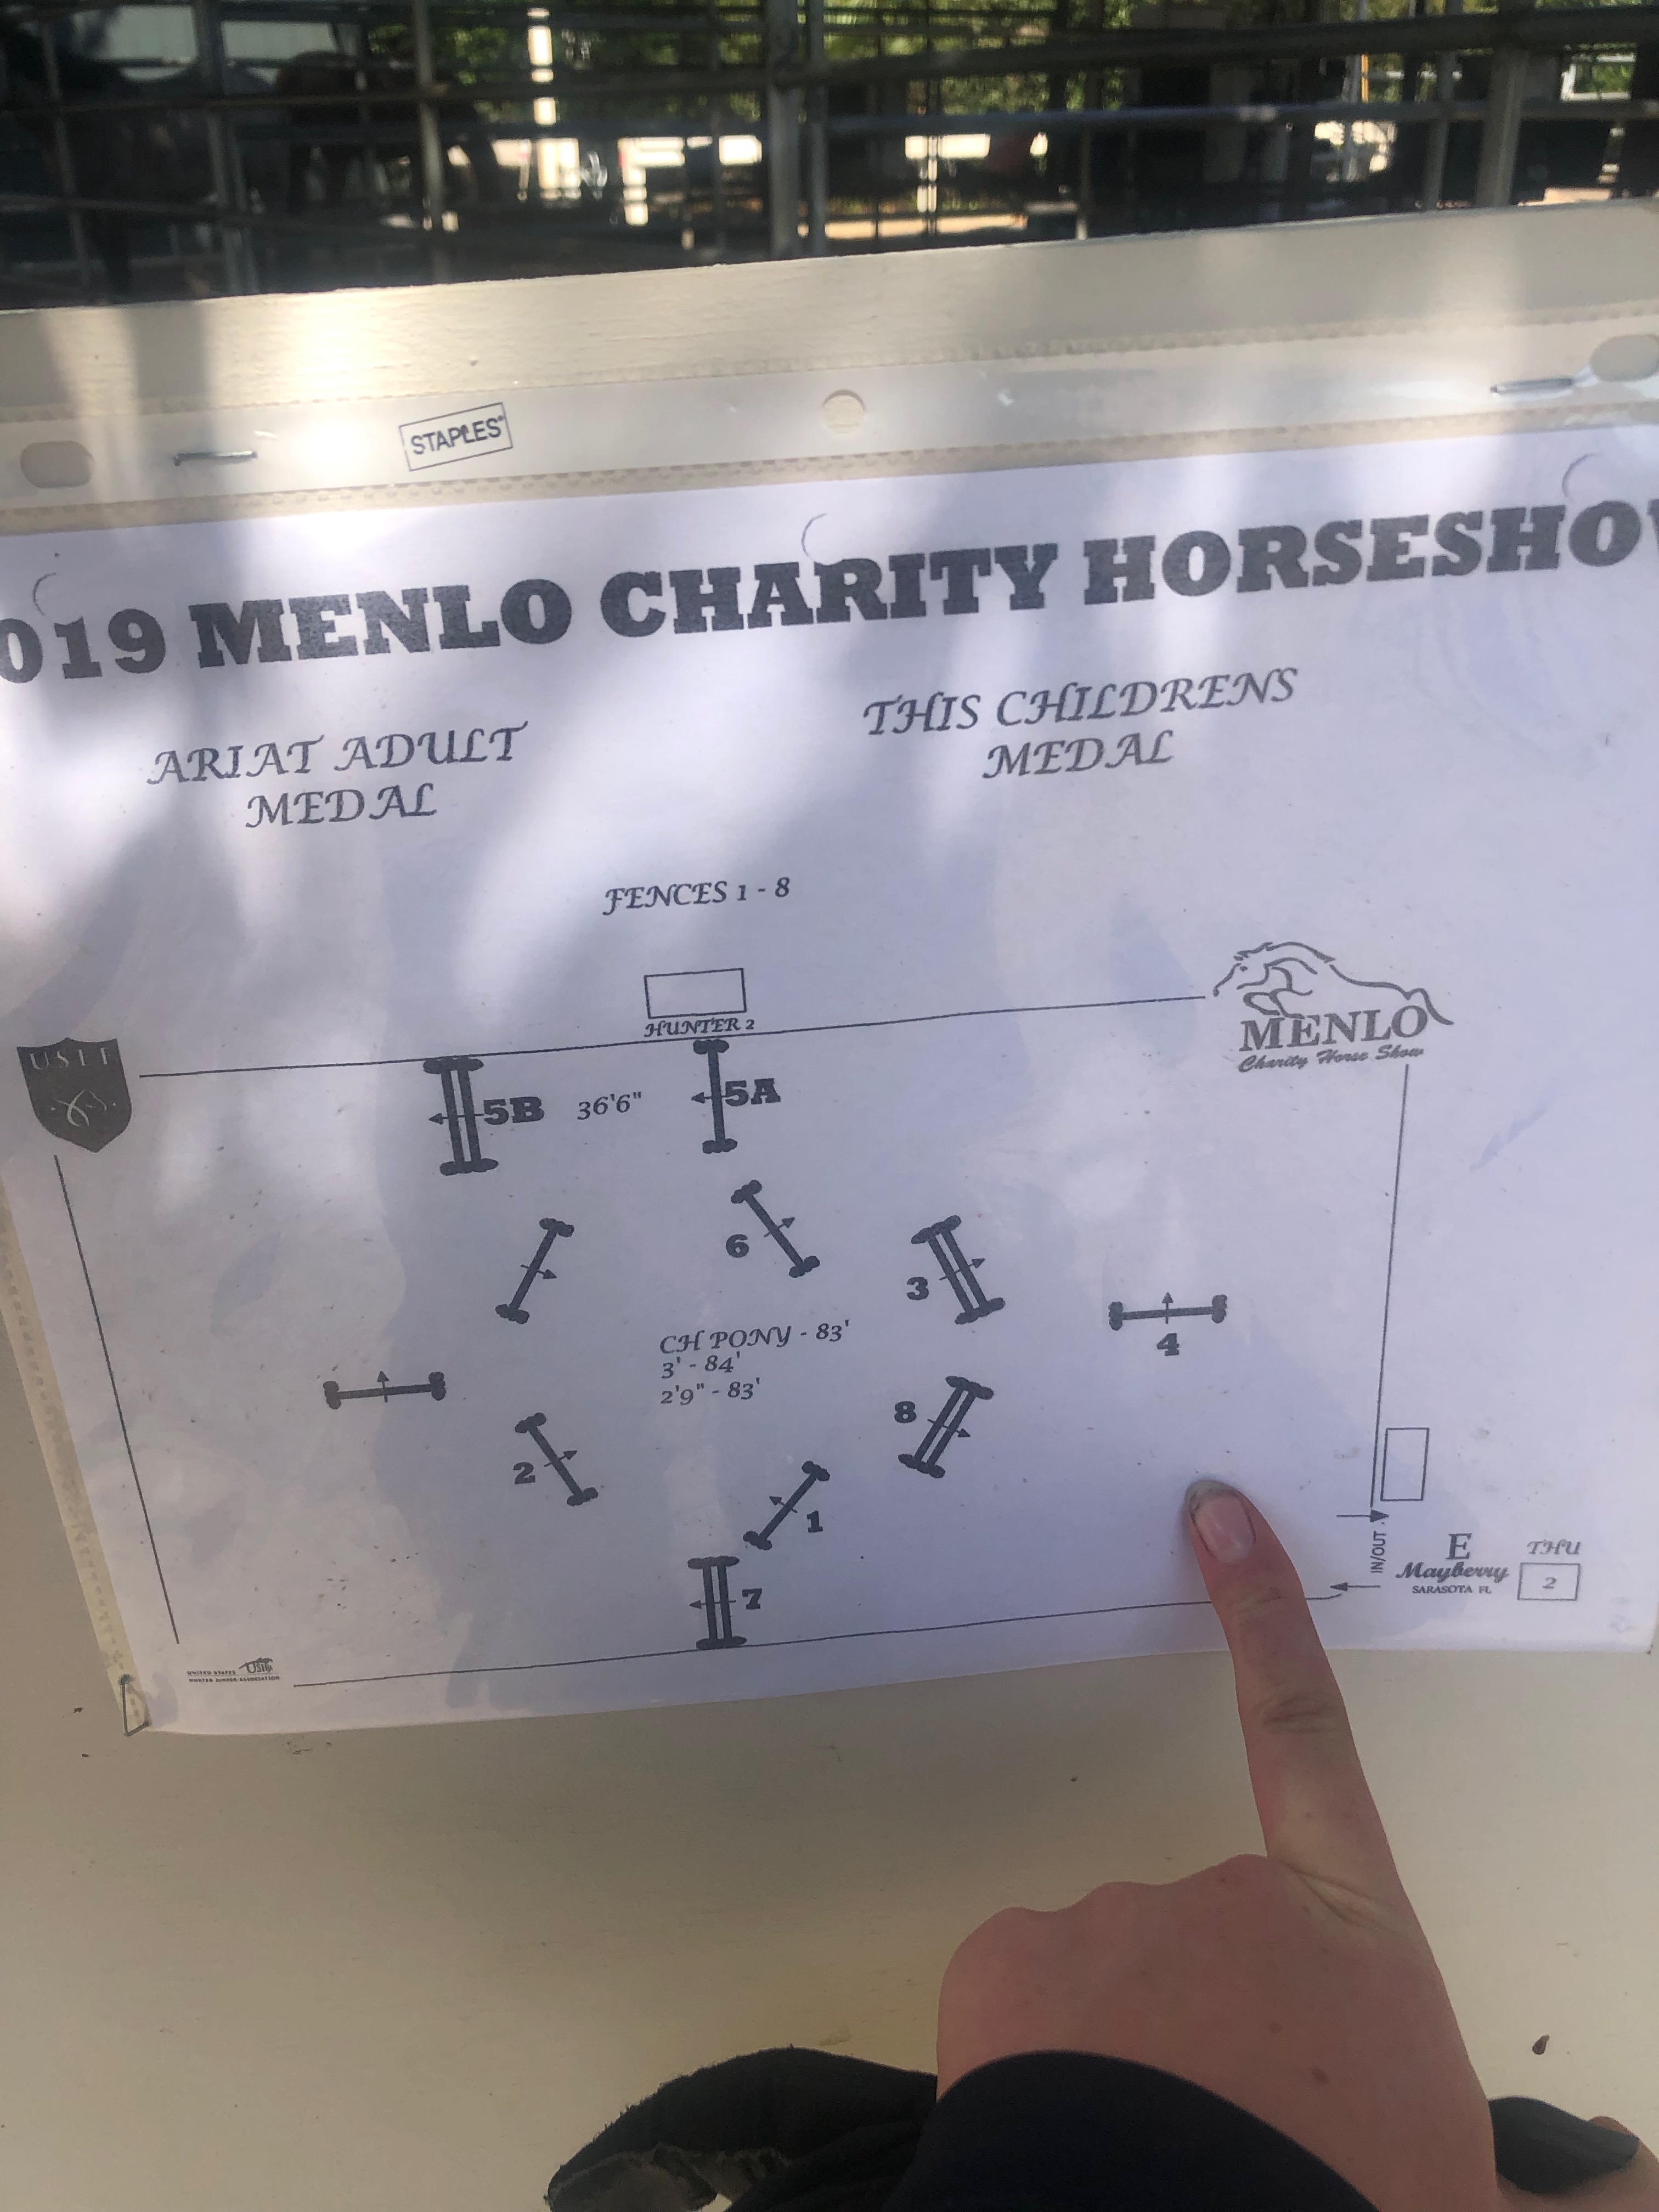 STAPLES
019 MENLO CHARITY HORSESHO
ARIAT ADULT
MEDAL
THIS CHILDRENS
MEDAL
FENCES 1 - 8
HUNTER 2
MENLO
Charity Horse Show
5B
36'6"
5A
6
3
4
CH PONY - 83'
3' - 84'
2'9" - 83'
8
2
1
7
IN/OUT
E
Mayberry
SARASOTA FL
THU
2
UNITED STATES
HUNTER JUMPER ASSOCIATION